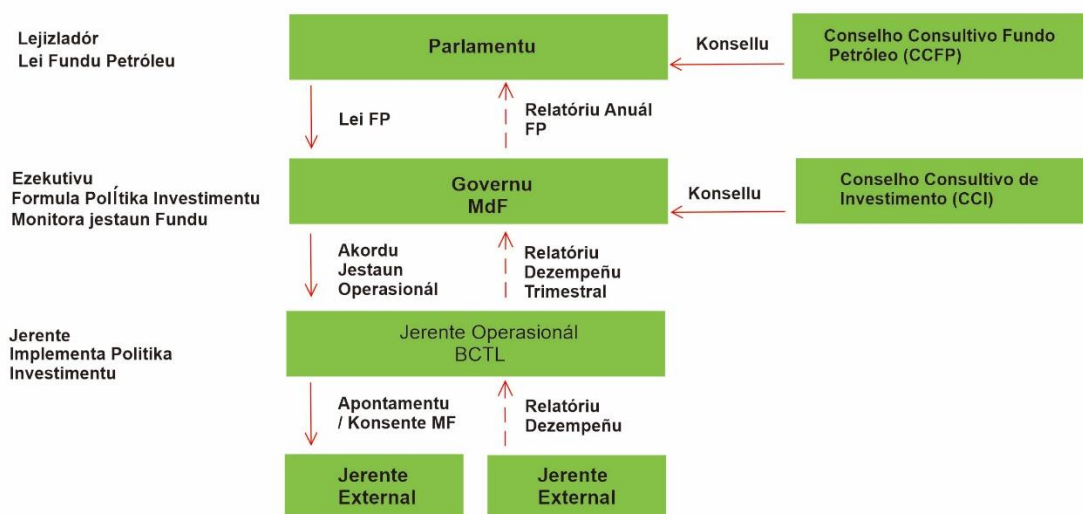 Lejizladór
Lei Fundu Petróleu
Parlamentu
Konsellu
Conselho Consultivo Fundo
Petróleo (CCFP)
Lei FP
Relatóriu Anuál
FP
Ezekutivu
Formula PolÍtika Investimentu
Monitora jestaun Fundu
Governu
MdF
Konsellu
Conselho Consultivo de
Investimento (CCI)
Akordu
Jestaun
Operasionál
Relatóriu
Dezempeñu
Trimestral
Jerente
Implementa Politika
Investimentu
Jerente Operasionál
BCTL
Apontamentu
/ Konsente MF
Relatóriu
Dezempeñu
Jerente
External
Jerente
External